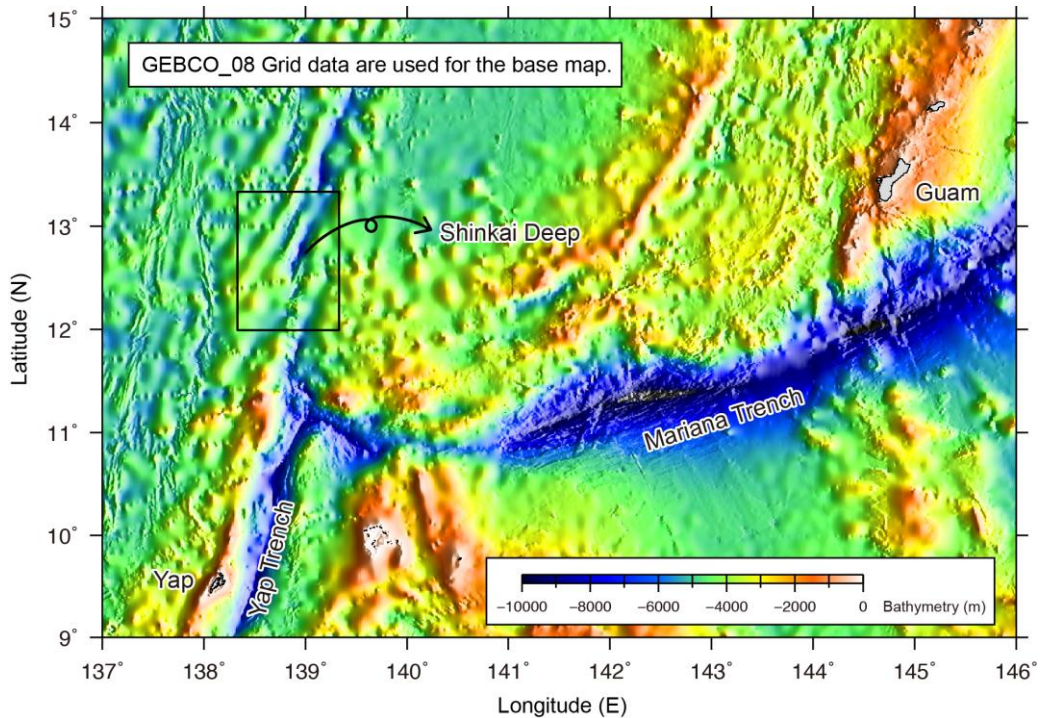 15˚
14˚
13˚
12˚
11˚
10˚
9˚
Latitude (N)
GEBCO_08 Grid data are used for the base map.
Guam
Shinkai Deep
Mariana Trench
Yap Trench
Yap
−10000 −8000 −6000 −4000 −2000 0 Bathymetry (m)
137˚ 138˚ 139˚ 140˚ 141˚ 142˚ 143˚ 144˚ 145˚ 146˚
Longitude (E)